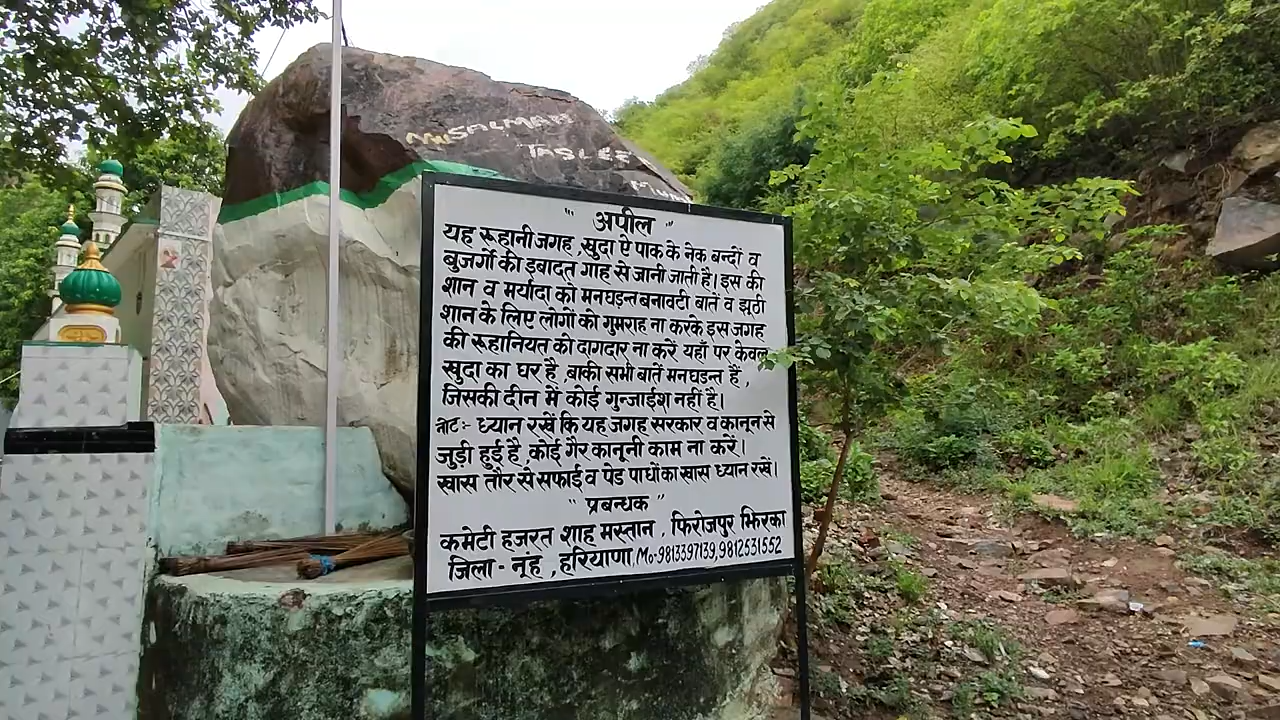 MUSALMAN
TASLEE
" अपील "
यह रूहानी जगह ,खुदा ऐ पाक के नेक बन्दों व
बुजर्गों की इबादत गाह से जानी जाती है। इस की
शान व मर्यादा को मनघड़न्त बनावटी बातें व झूठी
शान के लिए लोगों को गुमराह ना करके इस जगह
की रूहानियत को दागदार ना करें यहाँ पर केवल
खुदा का घर है ,बाकी सभी बातें मनघड़न्त हैं ,
जिसकी दीन में कोई गुन्जाईश नहीं है।
नोट:- ध्यान रखें कि यह जगह सरकार व कानून से
जुड़ी हुई है ,कोई गैर कानूनी काम ना करें।
खास तौर से सफाई व पेड पाधों का खास ध्यान रखें।
" प्रबन्धक "
कमेटी हजरत शाह मस्तान , फिरोजपुर झिरका
जिला - नूंह , हरियाणा, Mo-9813397139,9812531552